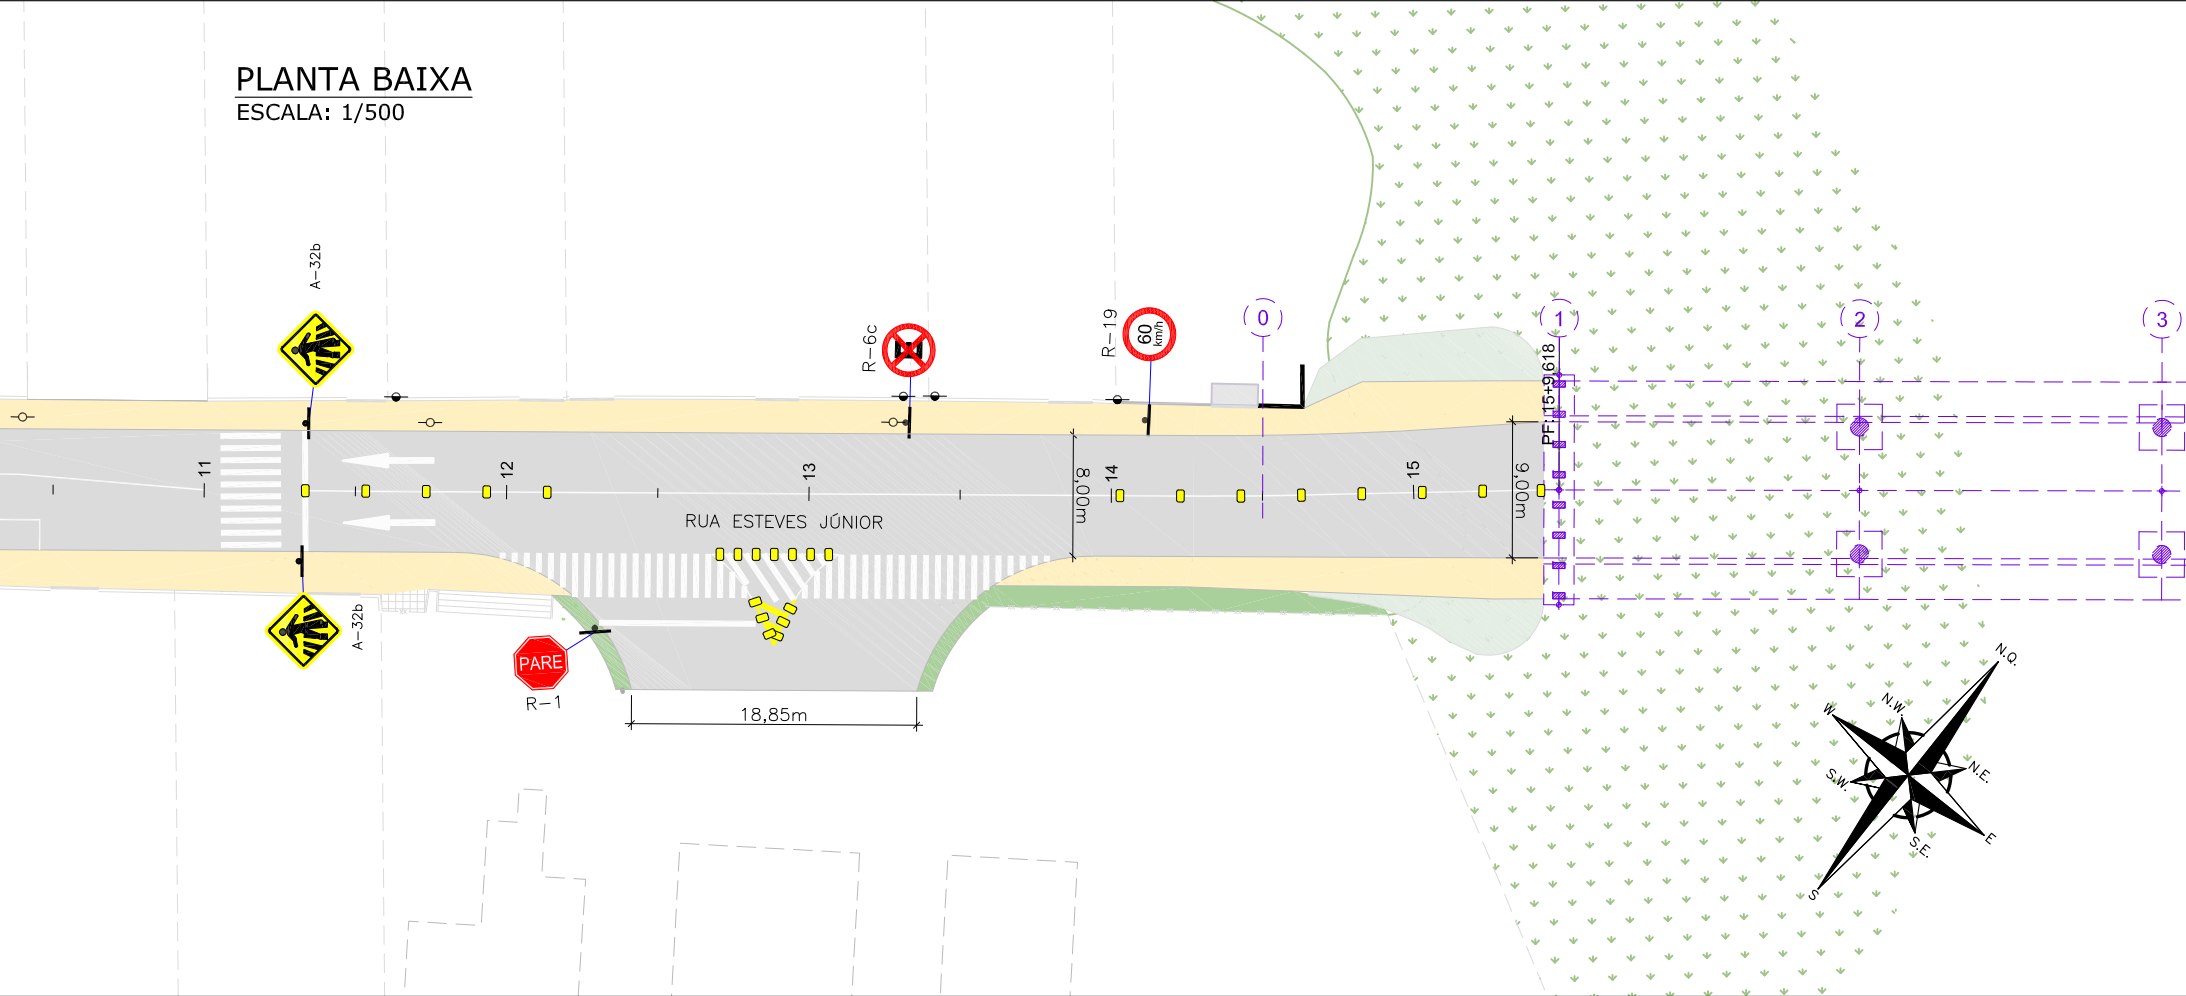 PLANTA BAIXA
ESCALA: 1/500
A-32b
R-6c
R-19
60
km/h
0
1
2
3
PF: 15+9,618
11
12
13
14
15
8,00m
9,00m
RUA ESTEVES JÚNIOR
A-32b
PARE
R-1
18,85m
N.Q.
N.W.
W
N.E.
S.W.
E
S.E.
S